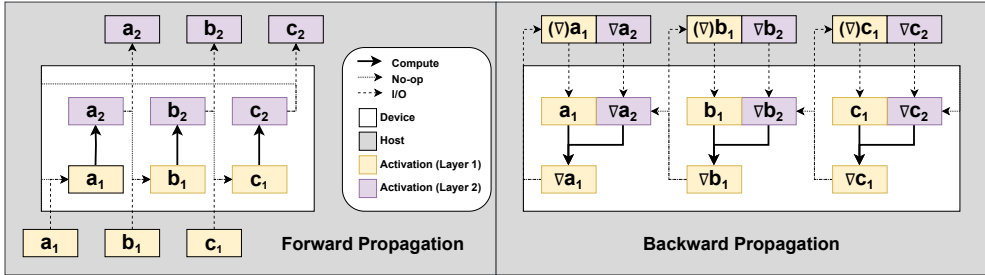 a2 b2 c2
a2 b2 c2
a1 b1 c1
a1 b1 c1
Forward Propagation
Compute
No-op
I/O
Device
Host
Activation (Layer 1)
Activation (Layer 2)
(∇)a1 ∇a2 (∇)b1 ∇b2 (∇)c1 ∇c2
a1 ∇a2 b1 ∇b2 c1 ∇c2
∇a1 ∇b1 ∇c1
Backward Propagation